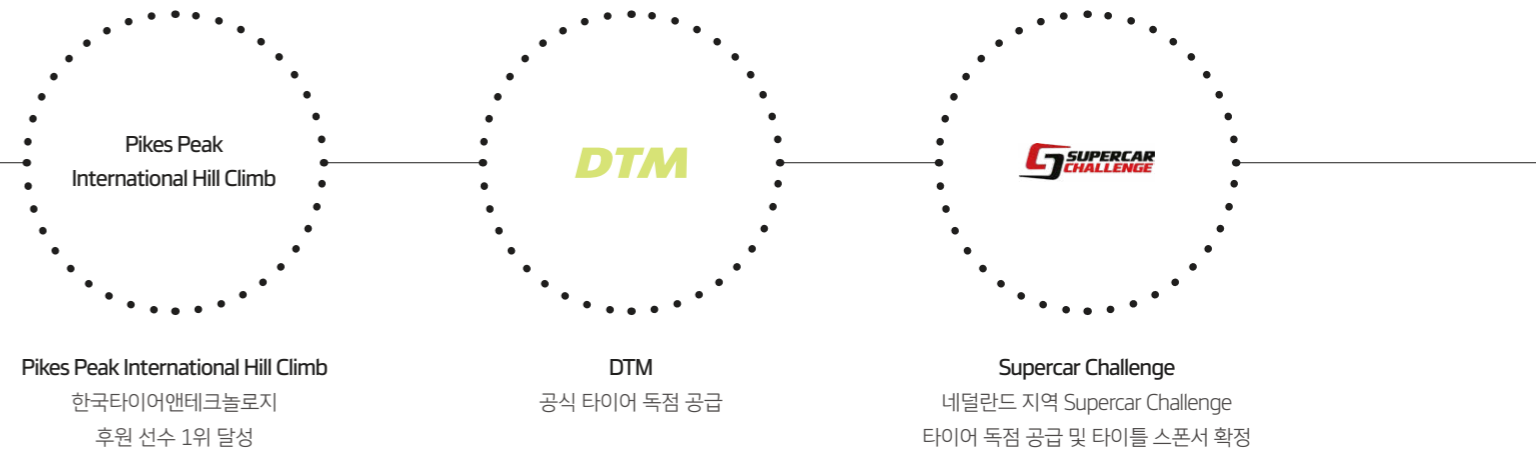 Pikes Peak
International Hill Climb
DTM
SUPERCAR
CHALLENGE
Pikes Peak International Hill Climb
한국타이어앤테크놀로지
후원 선수 1위 달성
DTM
공식 타이어 독점 공급
Supercar Challenge
네덜란드 지역 Supercar Challenge
타이어 독점 공급 및 타이틀 스폰서 확정